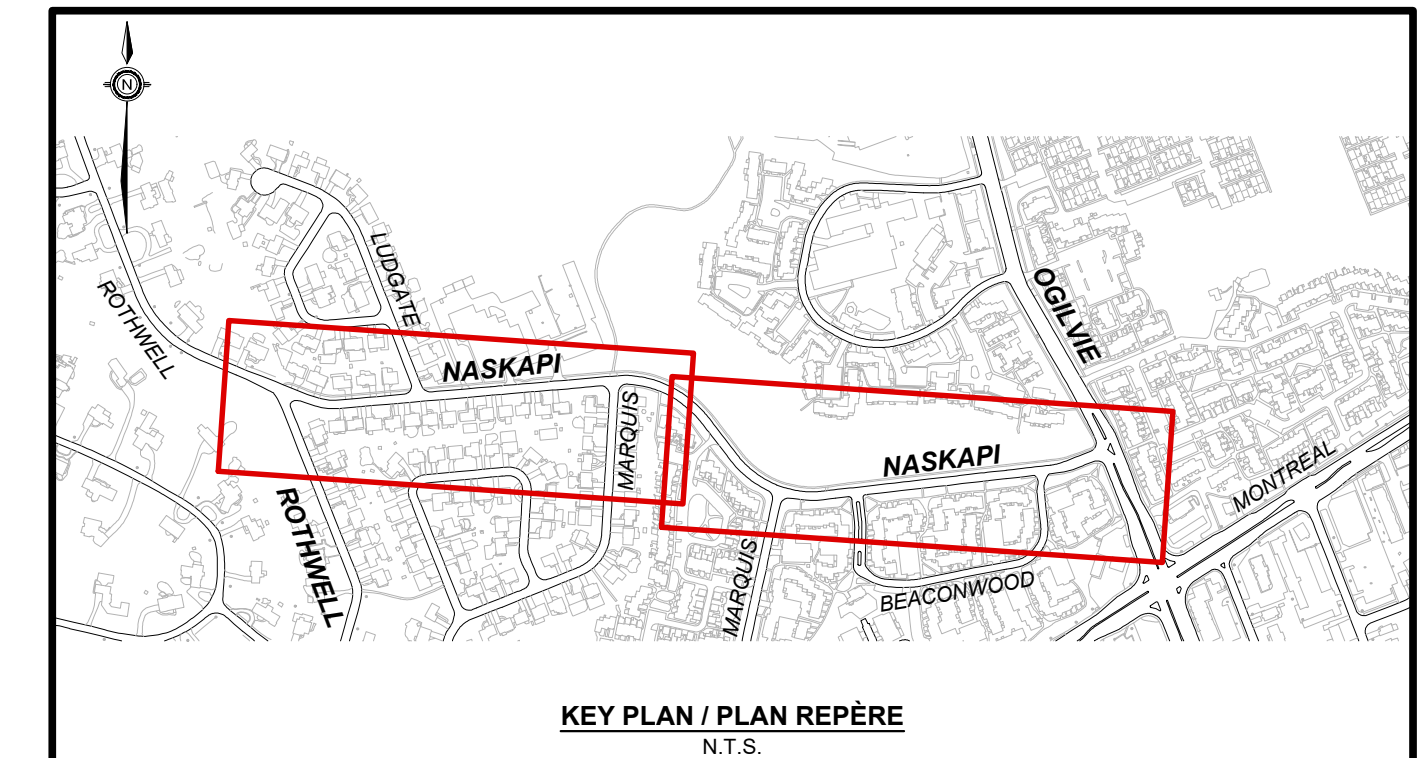 N
LUDGATE
ROTHWELL
OGILVIE
NASKAPI
MARQUIS
NASKAPI
MONTREAL
ROTHWELL
MARQUIS
BEACONWOOD
KEY PLAN / PLAN REPÈRE
N.T.S.